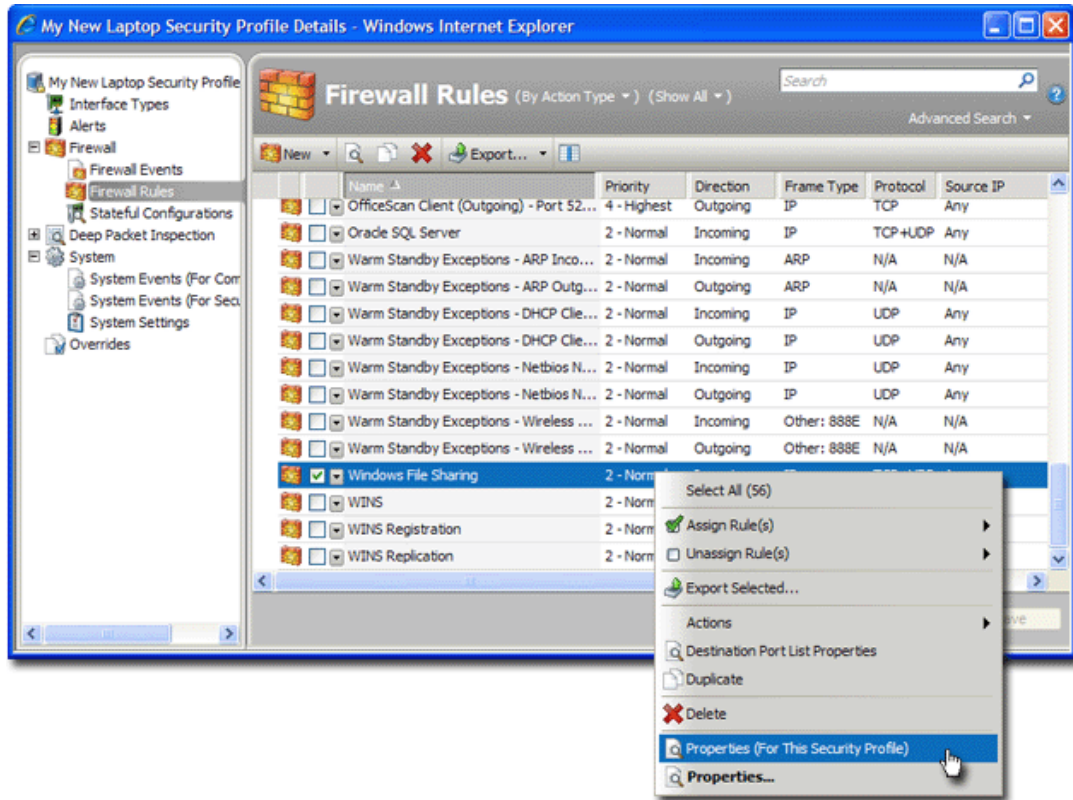 My New Laptop Security Profile Details - Windows Internet Explorer
My New Laptop Security Profile
Interface Types
Alerts
Firewall
Firewall Events
Firewall Rules
Stateful Configurations
Deep Packet Inspection
System
System Events (For Com
System Events (For Secu
System Settings
Overrides
Firewall Rules (By Action Type ▾) (Show All ▾)
Search
Advanced Search
New Export...
Name Priority Direction Frame Type Protocol Source IP
OfficeScan Client (Outgoing) - Port 52... 4 - Highest Outgoing IP TCP Any
Oracle SQL Server 2 - Normal Incoming IP TCP+UDP Any
Warm Standby Exceptions - ARP Inco... 2 - Normal Incoming ARP N/A N/A
Warm Standby Exceptions - ARP Outg... 2 - Normal Outgoing ARP N/A N/A
Warm Standby Exceptions - DHCP Clie... 2 - Normal Incoming IP UDP Any
Warm Standby Exceptions - DHCP Clie... 2 - Normal Outgoing IP UDP Any
Warm Standby Exceptions - Netbios N... 2 - Normal Incoming IP UDP Any
Warm Standby Exceptions - Netbios N... 2 - Normal Outgoing IP UDP Any
Warm Standby Exceptions - Wireless ... 2 - Normal Incoming Other: 888E N/A N/A
Warm Standby Exceptions - Wireless ... 2 - Normal Outgoing Other: 888E N/A N/A
Windows File Sharing 2 - Norm
WINS 2 - Norm
WINS Registration 2 - Norm
WINS Replication 2 - Norm
Select All (56)
Assign Rule(s)
Unassign Rule(s)
Export Selected...
Actions
Destination Port List Properties
Duplicate
Delete
Properties (For This Security Profile)
Properties...